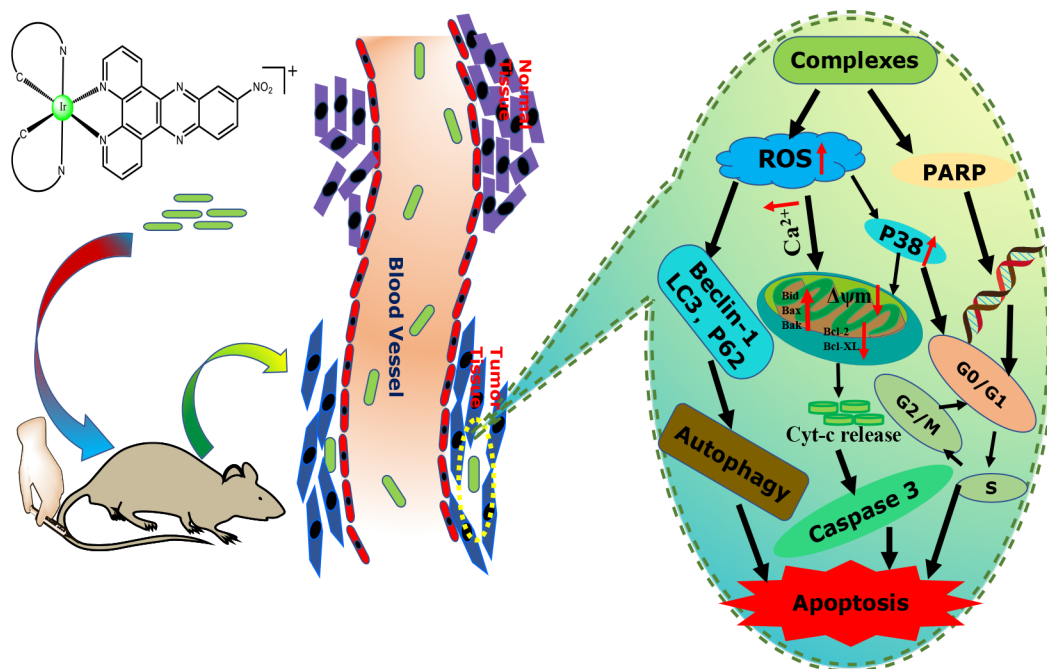 N
C
Ir
C
N
N
N
N
N
NO₂
+
Normal
Tissue
Blood Vessel
Tumor
Tissue
Complexes
ROS
PARP
Ca²⁺
P38
Beclin-1
LC3, P62
Bid
Bax
Bak
Δψm
Bcl-2
Bcl-XL
G0/G1
G2/M
S
Cyt-c release
Autophagy
Caspase 3
Apoptosis